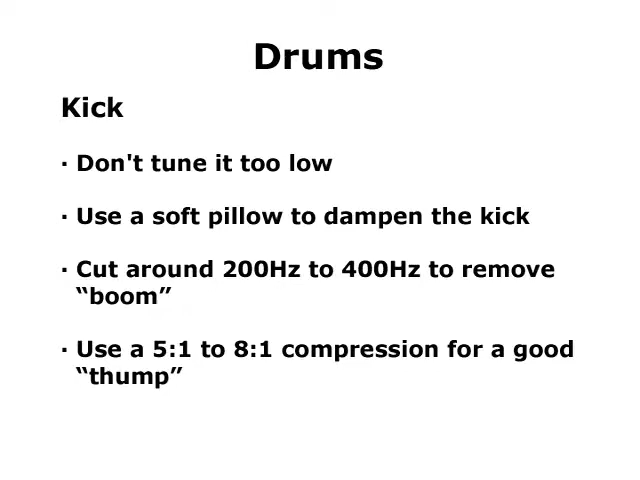 Drums
Kick
· Don't tune it too low
· Use a soft pillow to dampen the kick
· Cut around 200Hz to 400Hz to remove
“boom”
· Use a 5:1 to 8:1 compression for a good
“thump”